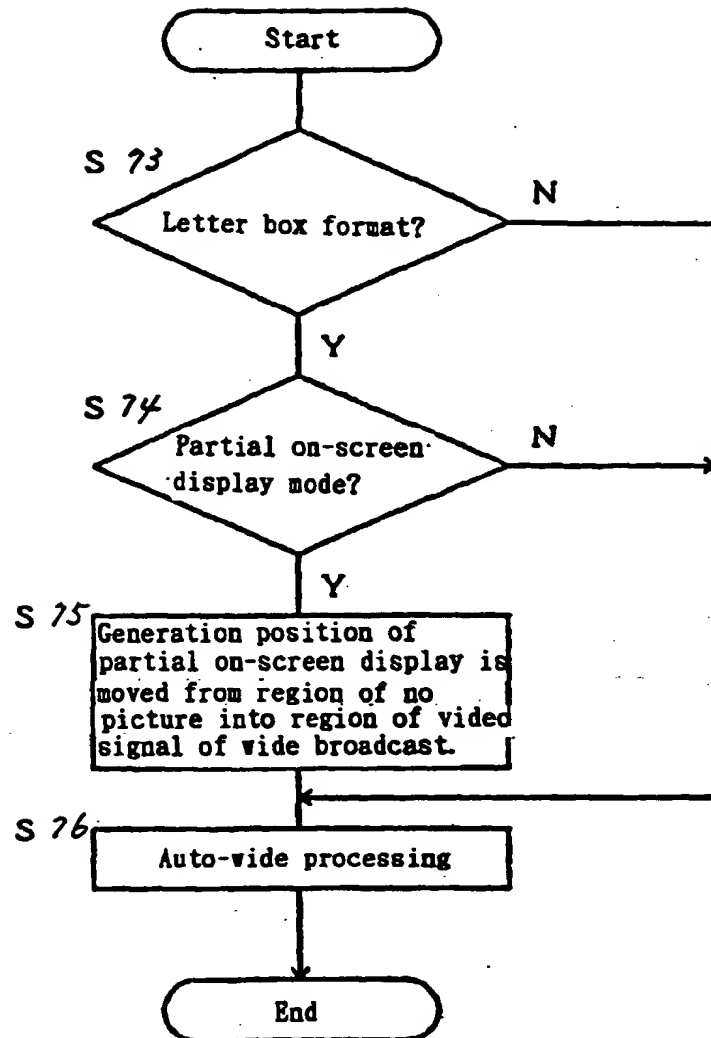 Start
S 73
N
Letter box format?
Y
S 74
N
Partial on-screen
display mode?
Y
S 75
Generation position of
partial on-screen display is
moved from region of no
picture into region of video
signal of wide broadcast.
S 76
Auto-wide processing
End